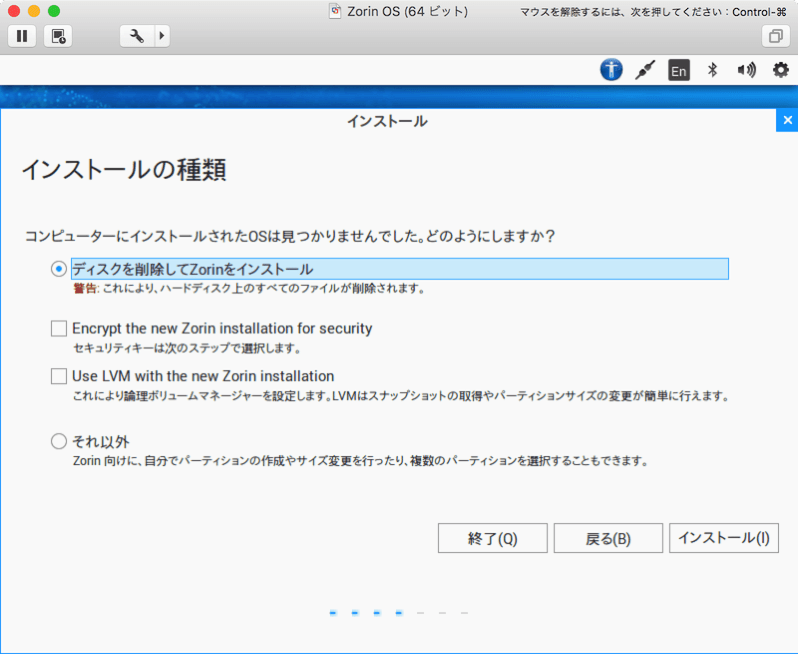 Zorin OS (64 ビット)
マウスを解除するには、次を押してください：Control-⌘
En
インストール
インストールの種類
コンピューターにインストールされたOSは見つかりませんでした。どのようにしますか？
ディスクを削除してZorinをインストール
警告: これにより、ハードディスク上のすべてのファイルが削除されます。
Encrypt the new Zorin installation for security
セキュリティキーは次のステップで選択します。
Use LVM with the new Zorin installation
これにより論理ボリュームマネージャーを設定します。LVMはスナップショットの取得やパーティションサイズの変更が簡単に行えます。
それ以外
Zorin 向けに、自分でパーティションの作成やサイズ変更を行ったり、複数のパーティションを選択することもできます。
終了(Q)
戻る(B)
インストール(I)